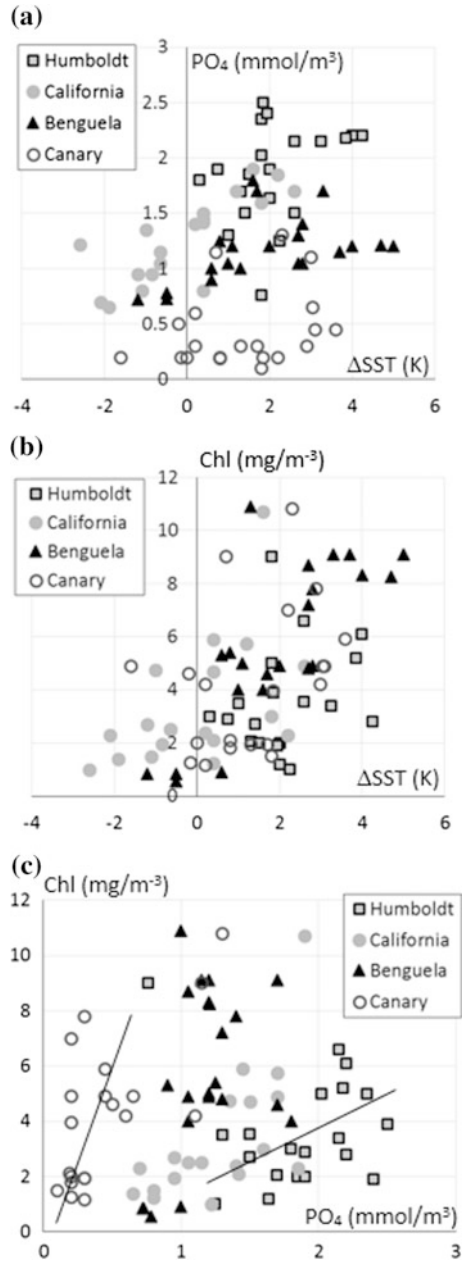 (a)
PO₄ (mmol/m³)
Humboldt
California
Benguela
Canary
3
2.5
2
1.5
1
0.5
0
ΔSST (K)
-4 -2 0 2 4 6
(b)
Chl (mg/m⁻³)
Humboldt
California
Benguela
Canary
12
10
8
6
4
2
0
ΔSST (K)
-4 -2 0 2 4 6
(c)
Chl (mg/m⁻³)
Humboldt
California
Benguela
Canary
12
10
8
6
4
2
0
PO₄ (mmol/m³)
0 1 2 3